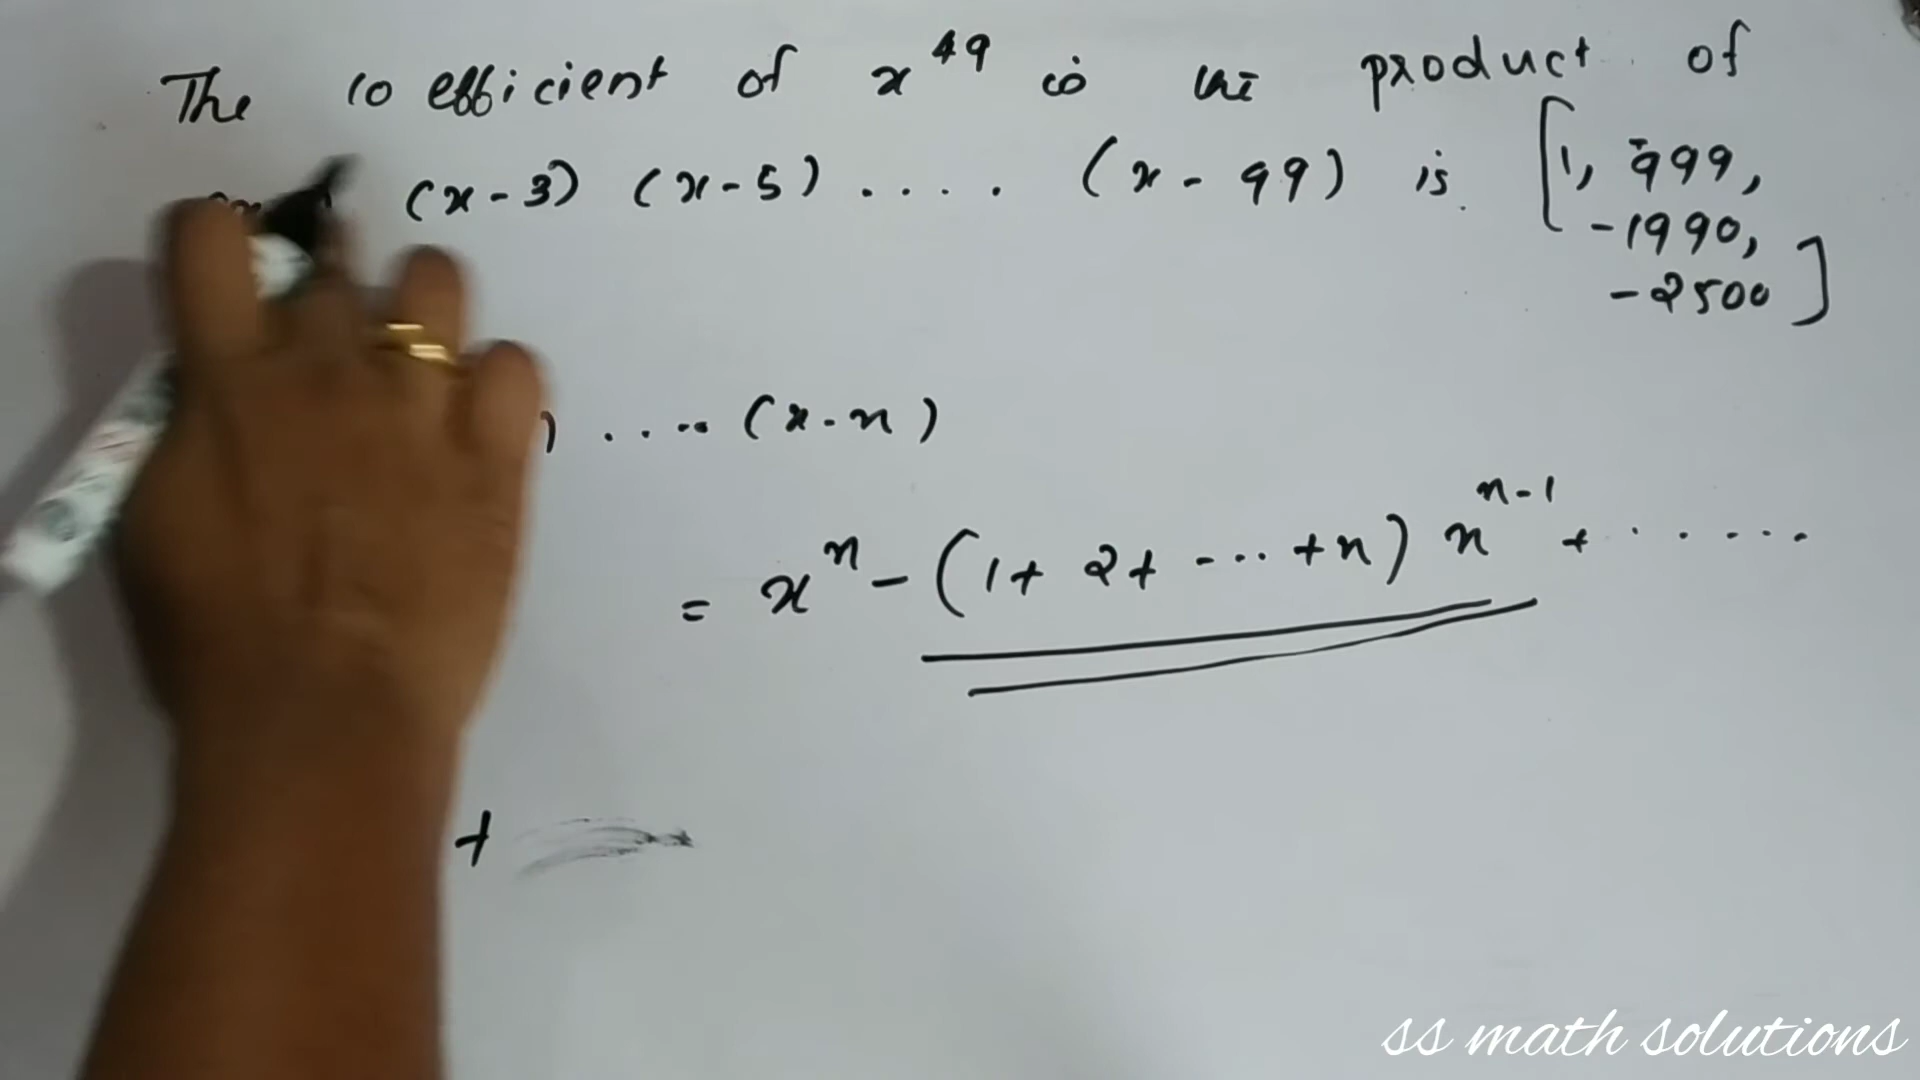 The coefficient of x^49 is the product of
(x-3) (x-5) .... (x-99) is [1, -999,
-1990,
-2500]
) .... (x-n)
= x^n - (1+ 2+ ... +n) x^n-1 + .....
+
ss math solutions